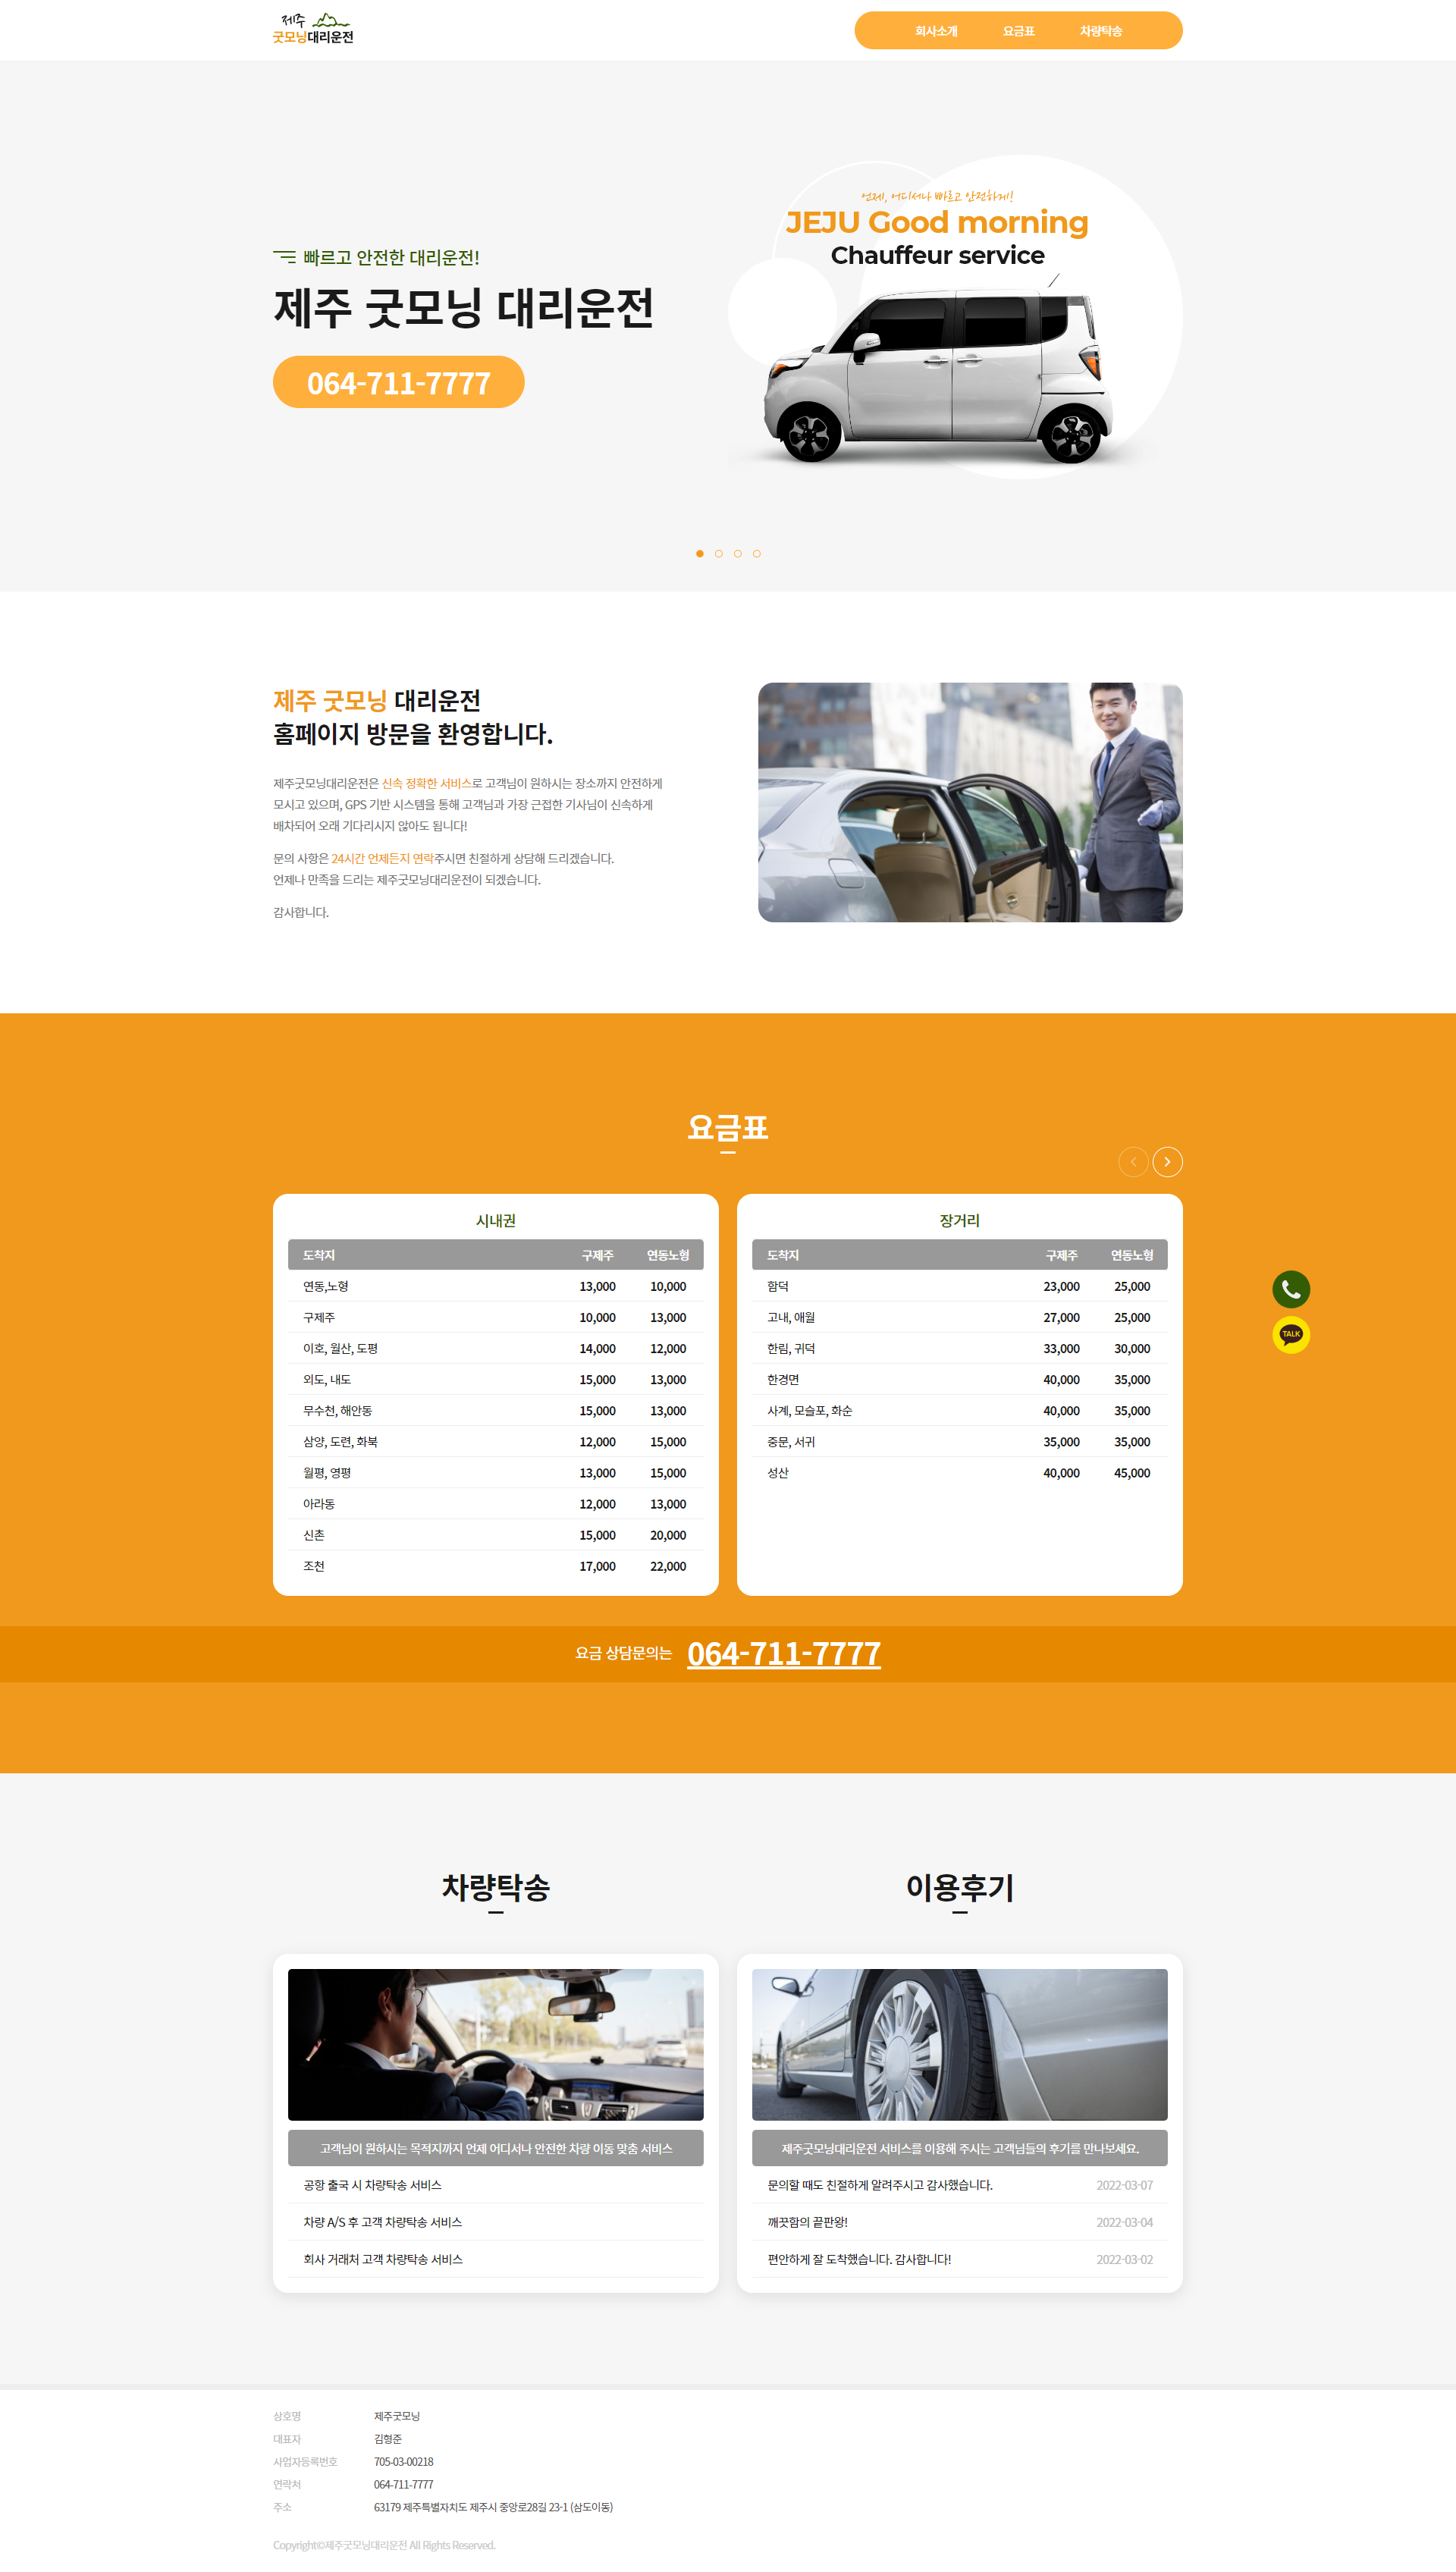 제주
굿모닝대리운전
회사소개 요금표 차량탁송
언제, 어디서나 빠르고 안전하게!
JEJU Good morning
Chauffeur service
빠르고 안전한 대리운전!
제주 굿모닝 대리운전
064-711-7777
제주 굿모닝 대리운전
홈페이지 방문을 환영합니다.
제주굿모닝대리운전은 신속 정확한 서비스로 고객님이 원하시는 장소까지 안전하게
모시고 있으며, GPS 기반 시스템을 통해 고객님과 가장 근접한 기사님이 신속하게
배차되어 오래 기다리시지 않아도 됩니다!
문의 사항은 24시간 언제든지 연락주시면 친절하게 상담해 드리겠습니다.
언제나 만족을 드리는 제주굿모닝대리운전이 되겠습니다.
감사합니다.
요금표
시내권
도착지 구제주 연동노형
연동,노형 13,000 10,000
구제주 10,000 13,000
이호, 월산, 도평 14,000 12,000
외도, 내도 15,000 13,000
무수천, 해안동 15,000 13,000
삼양, 도련, 화북 12,000 15,000
월평, 영평 13,000 15,000
아라동 12,000 13,000
신촌 15,000 20,000
조천 17,000 22,000
장거리
도착지 구제주 연동노형
함덕 23,000 25,000
고내, 애월 27,000 25,000
한림, 귀덕 33,000 30,000
한경면 40,000 35,000
사계, 모슬포, 화순 40,000 35,000
중문, 서귀 35,000 35,000
성산 40,000 45,000
TALK
요금 상담문의는 064-711-7777
차량탁송
고객님이 원하시는 목적지까지 언제 어디서나 안전한 차량 이동 맞춤 서비스
공항 출국 시 차량탁송 서비스
차량 A/S 후 고객 차량탁송 서비스
회사 거래처 고객 차량탁송 서비스
이용후기
제주굿모닝대리운전 서비스를 이용해 주시는 고객님들의 후기를 만나보세요.
문의할 때도 친절하게 알려주시고 감사했습니다. 2022-03-07
깨끗함의 끝판왕! 2022-03-04
편안하게 잘 도착했습니다. 감사합니다! 2022-03-02
상호명 제주굿모닝
대표자 김형준
사업자등록번호 705-03-00218
연락처 064-711-7777
주소 63179 제주특별자치도 제주시 중앙로28길 23-1 (삼도이동)
Copyright©제주굿모닝대리운전 All Rights Reserved.